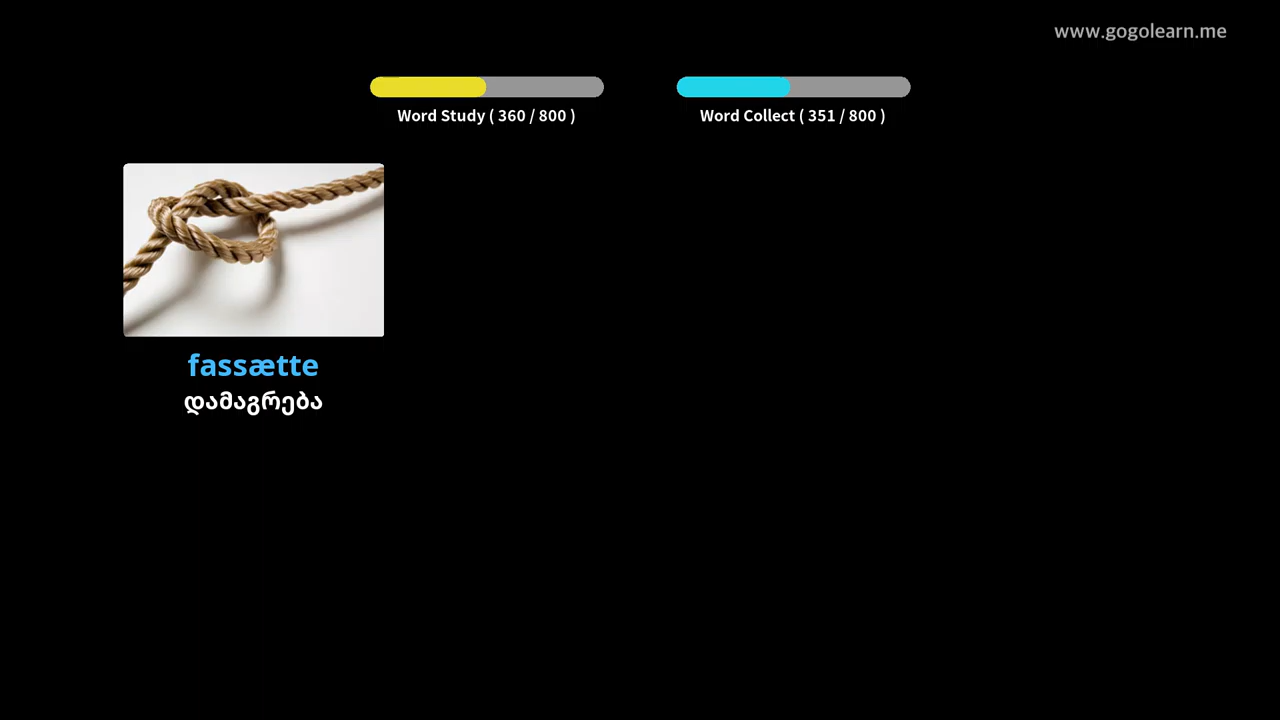 www.gogolearn.me
Word Study ( 360 / 800 )
Word Collect ( 351 / 800 )
fassætte
დამაგრება